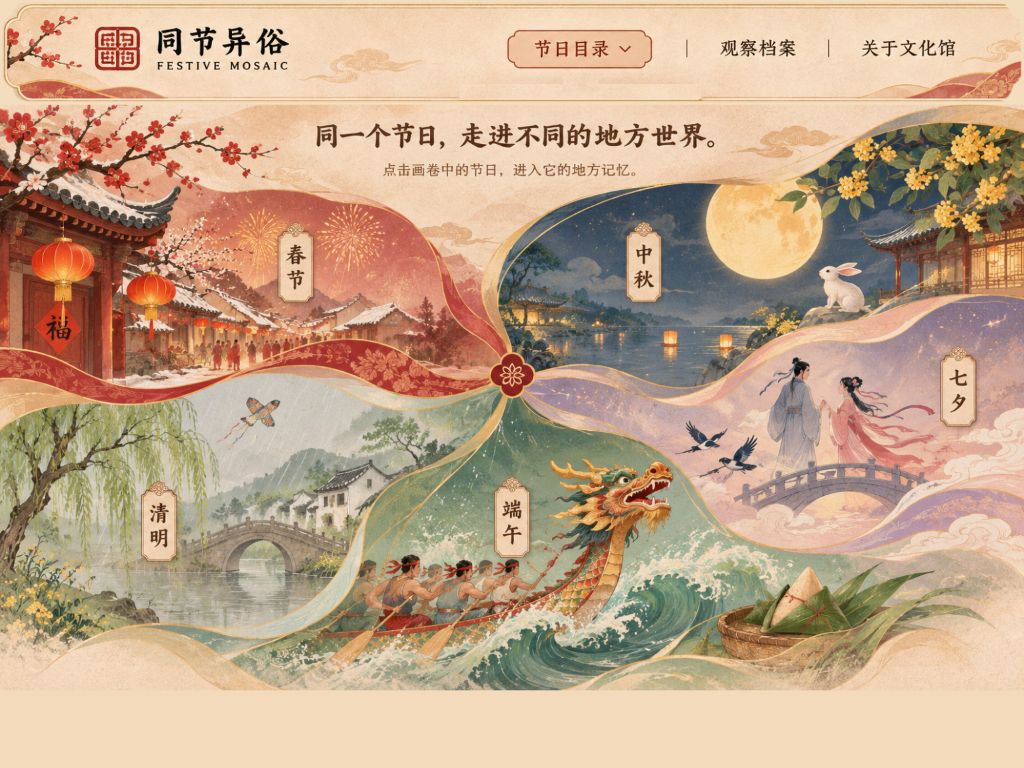 同节异俗
FESTIVE MOSAIC
节日目录
观察档案
关于文化馆
同一个节日,走进不同的地方世界。
点击画卷中的节日,进入它的地方记忆。
春节
中秋
福
七夕
清明
端午